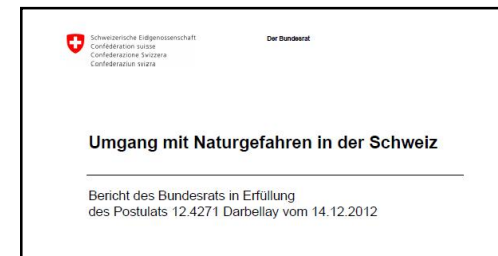 Schweizerische Eidgenossenschaft
Confédération suisse
Confederazione Svizzera
Confederaziun svizra
Der Bundesrat
Umgang mit Naturgefahren in der Schweiz
Bericht des Bundesrats in Erfüllung
des Postulats 12.4271 Darbellay vom 14.12.2012